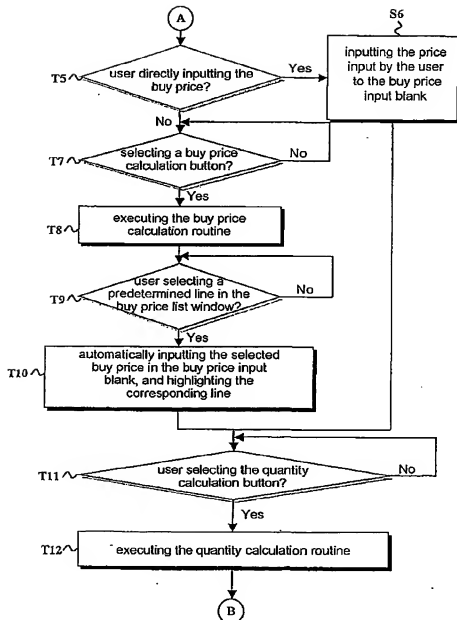 A
S6
T5
user directly inputting the
buy price?
Yes
inputting the price
input by the user
to the buy price
input blank
No
T7
selecting a buy price
calculation button?
No
Yes
T8
executing the buy price
calculation routine
T9
user selecting a
predetermined line in the
buy price list window?
No
Yes
T10
automatically inputting the selected
buy price in the buy price input
blank, and highlighting the
corresponding line
T11
user selecting the quantity
calculation button?
No
Yes
T12
executing the quantity calculation routine
B